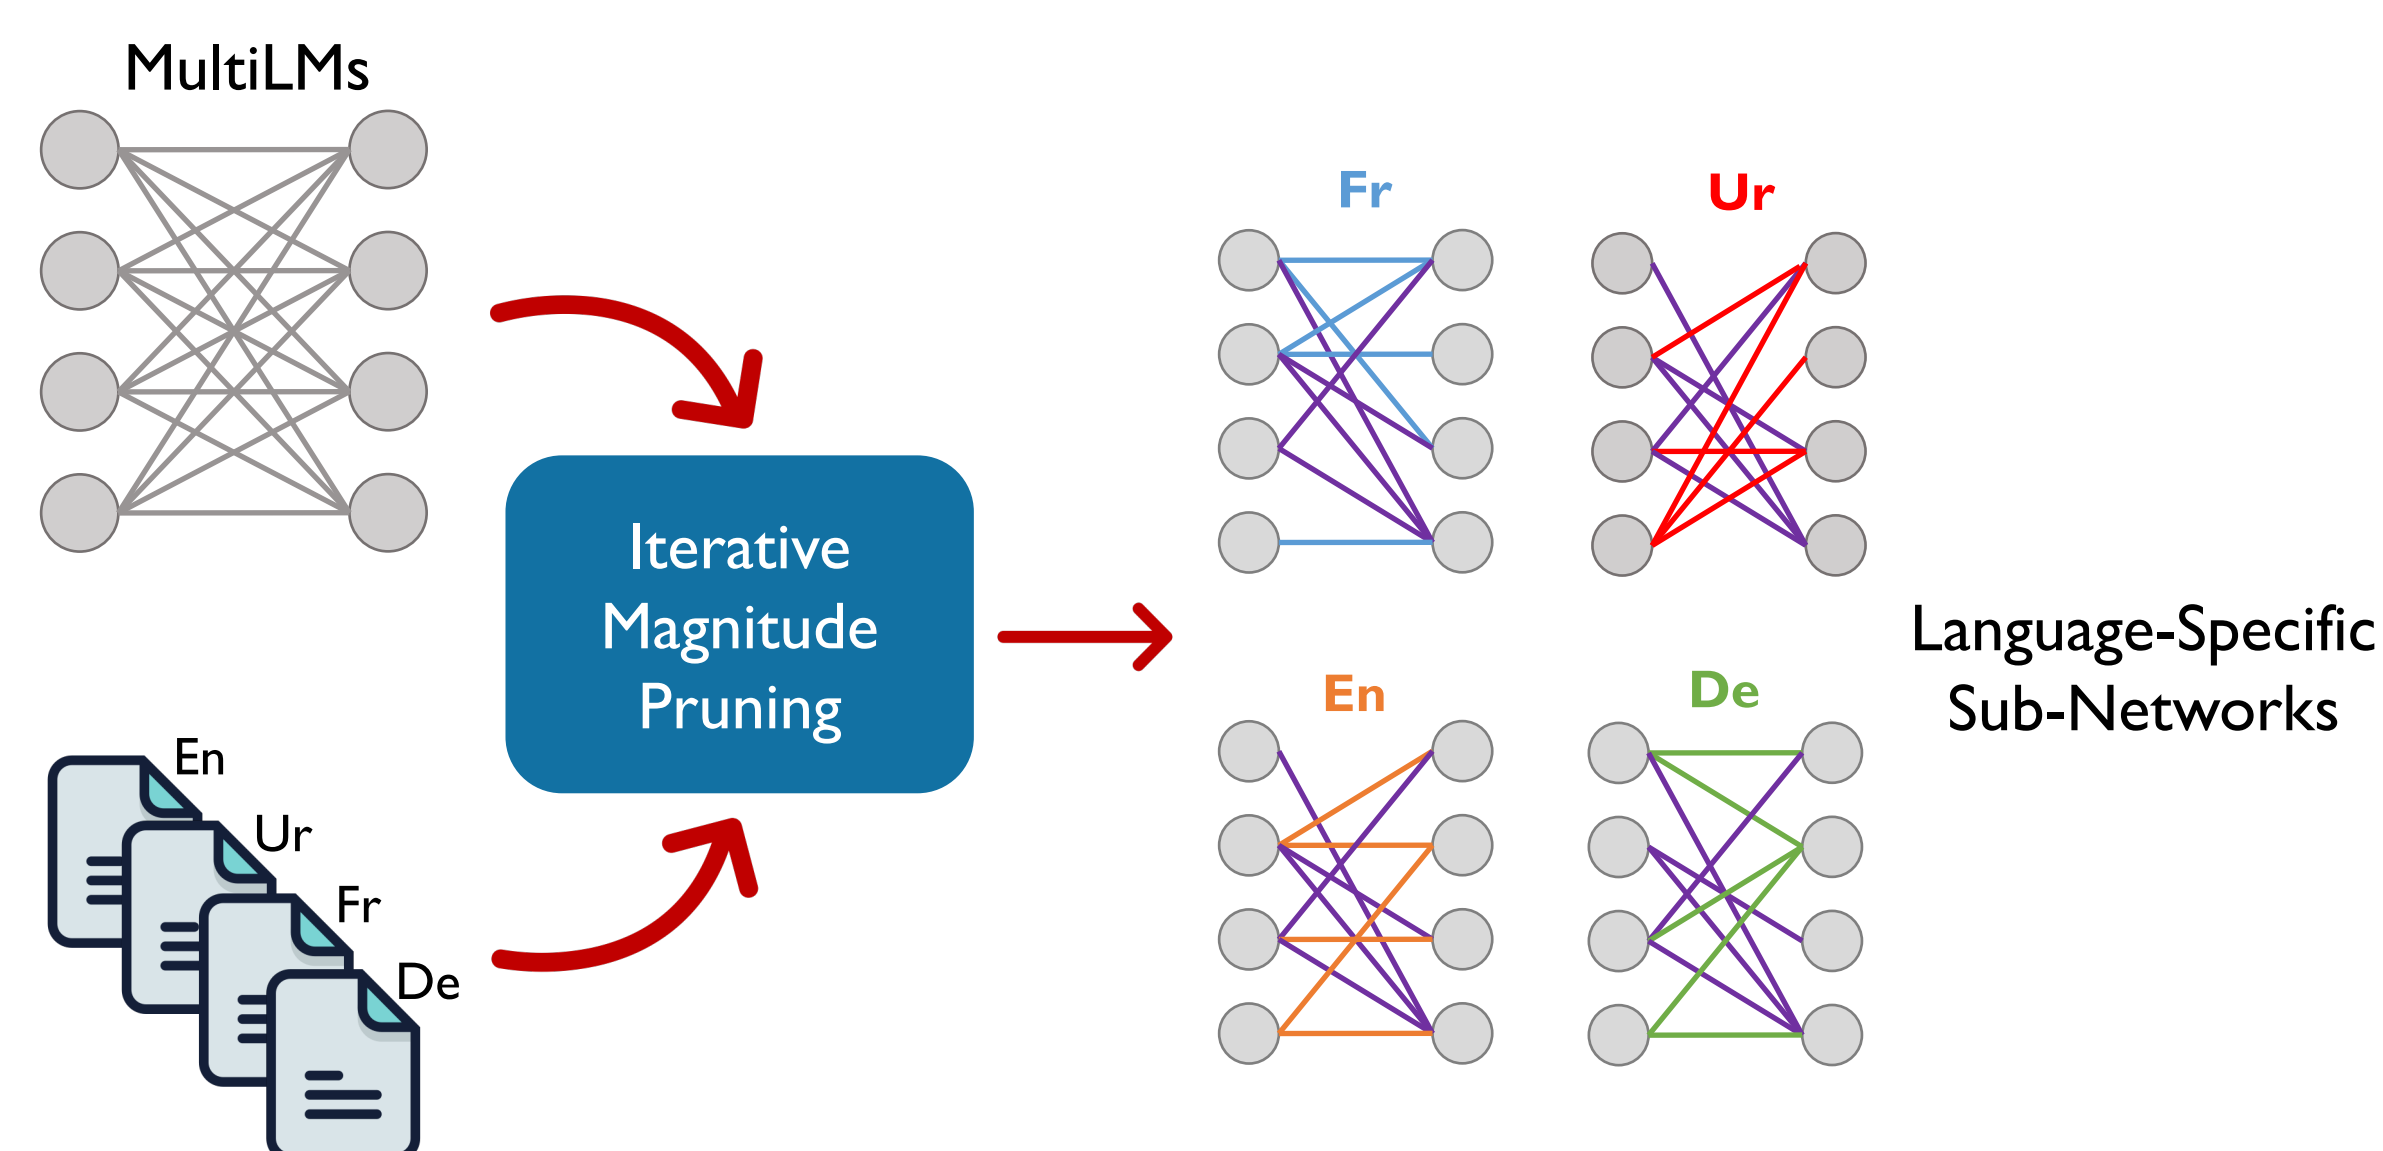 MultiLMs
En
Ur
Fr
De
Iterative
Magnitude
Pruning
Fr
Ur
En
De
Language-Specific
Sub-Networks